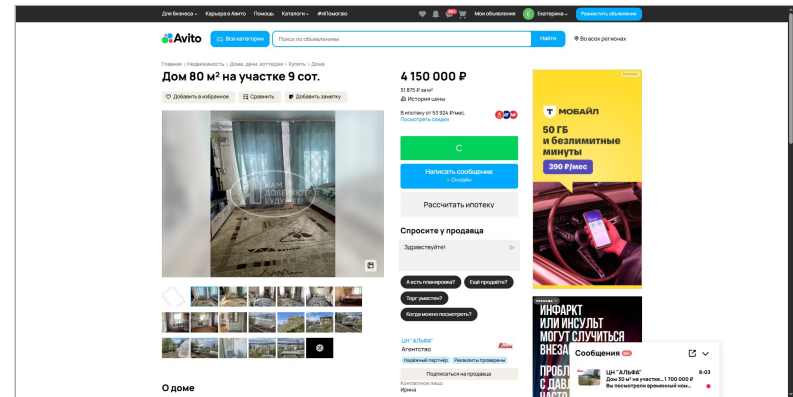 Для бизнеса
Карьера в Авито
Помощь
Каталоги
#яПомогаю
99+
Мои объявления
Екатерина
Разместить объявление
Avito
Все категории
Поиск по объявлениям
Найти
Во всех регионах
Главная › Недвижимость › Дома, дачи, коттеджи › Купить › Дома
Дом 80 м² на участке 9 сот.
Добавить в избранное
Сравнить
Добавить заметку
НАМ
ДОВЕРЯЮТ
БУДУЩЕЕ!
О доме
4 150 000 ₽
51 875 ₽ за м²
История цены
В ипотеку от 53 924 ₽/мес.
Посмотреть скидки
С
Написать сообщение
Онлайн
Рассчитать ипотеку
Спросите у продавца
Здравствуйте!
А есть планировка?
Ещё продаёте?
Торг уместен?
Когда можно посмотреть?
ЦН "АЛЬФА"
Агентство
Надёжный партнёр
Реквизиты проверены
Подписаться на продавца
Контактное лицо
Ирина
Т МОБАЙЛ
50 ГБ
и безлимитные
минуты
390 ₽/мес
ИНФАРКТ
ИЛИ ИНСУЛЬТ
МОГУТ СЛУЧИТЬСЯ
Сообщения 99+
ЦН "АЛЬФА"
8:03
Дом 30 м² на участке...1 700 000 ₽
Вы посмотрели временный ном...